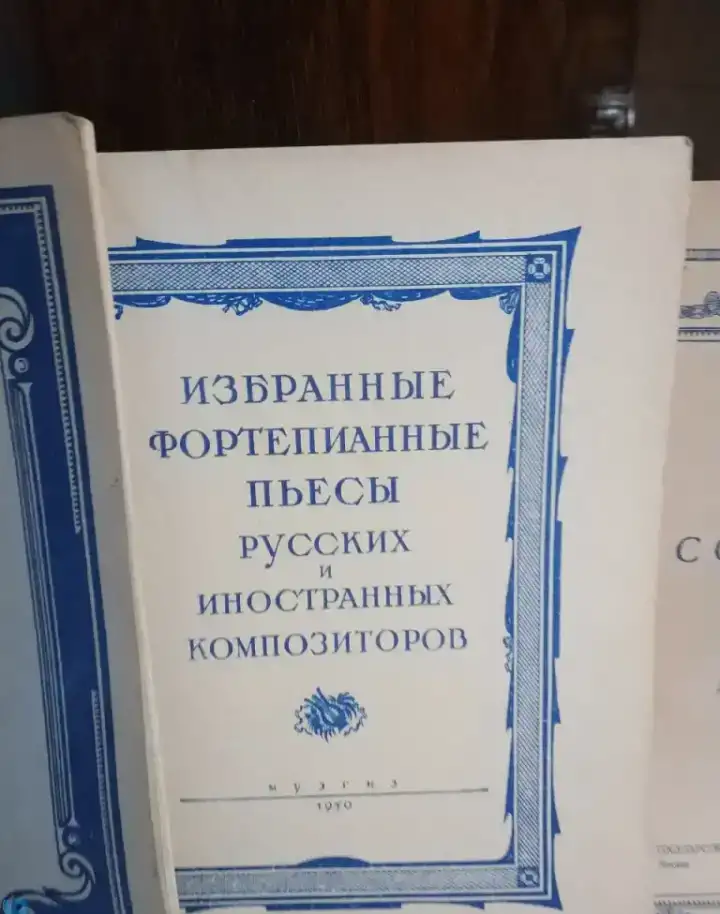 ИЗБРАННЫЕ
ФОРТЕПИАННЫЕ
ПЬЕСЫ
РУССКИХ
И
ИНОСТРАННЫХ
КОМПОЗИТОРОВ
музгиз
1950